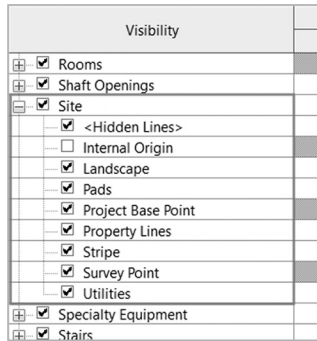 Visibility
Rooms
Shaft Openings
Site
<Hidden Lines>
Internal Origin
Landscape
Pads
Project Base Point
Property Lines
Stripe
Survey Point
Utilities
Specialty Equipment
Stairs